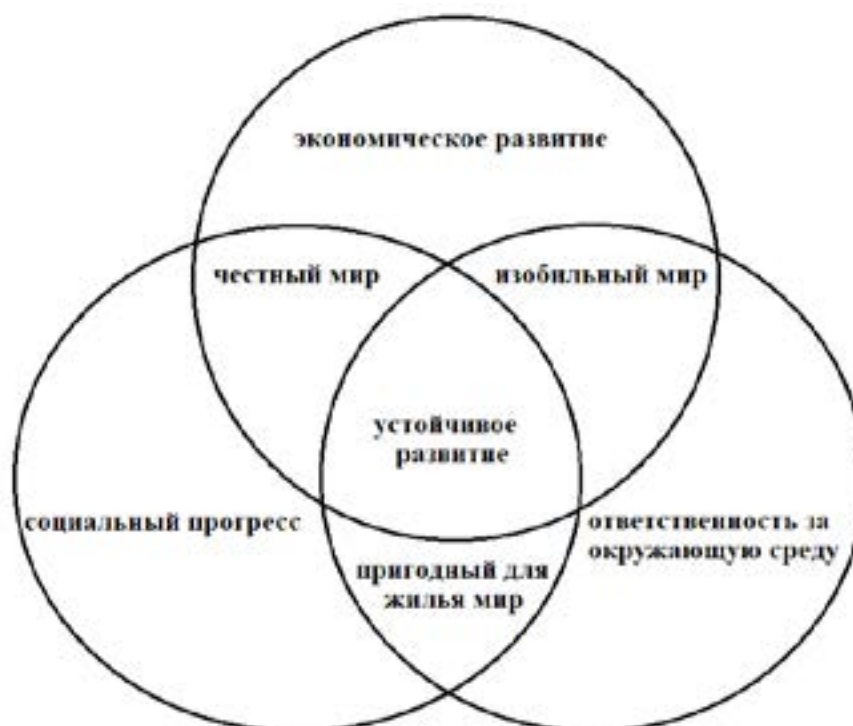 экономическое развитие
честный мир
изобильный мир
устойчивое
развитие
социальный прогресс
ответственность за
окружающую среду
пригодный для
жилья мир